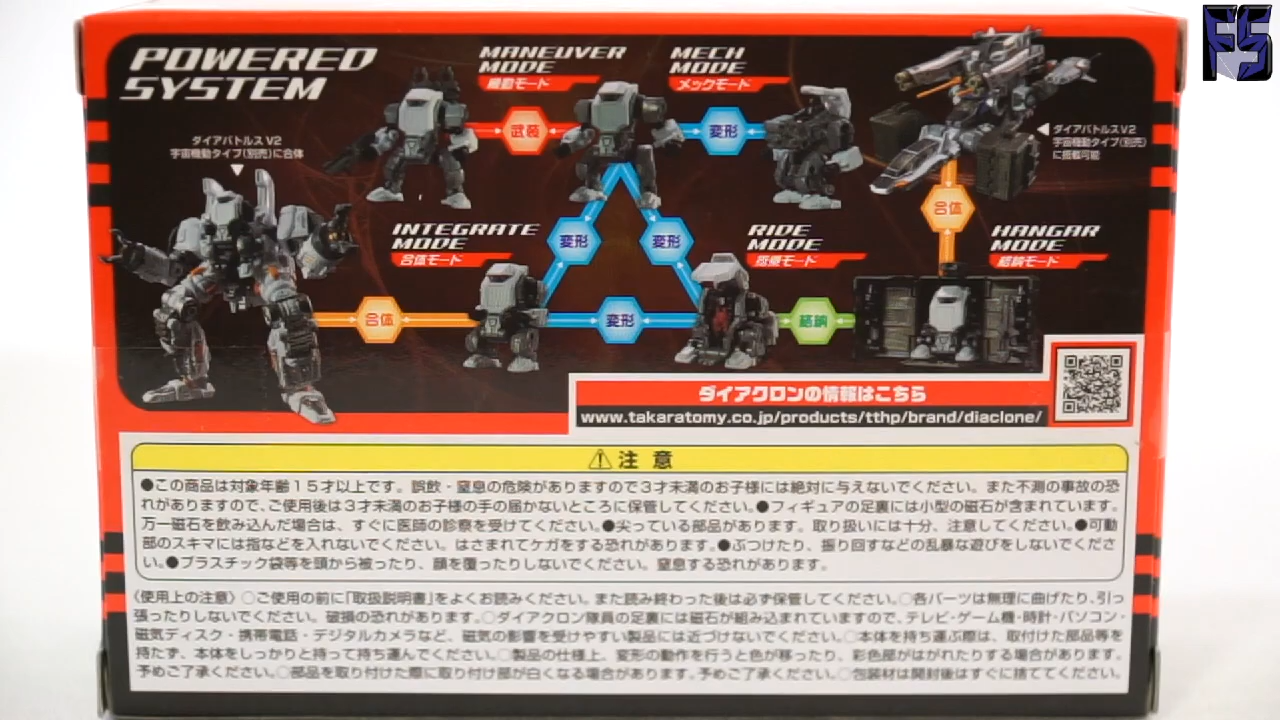 POWERED
SYSTEM
MANEUVER
MODE
機動モード
MECH
MODE
メックモード
武装
変形
ダイアバトルスV2
宇宙機動タイプ(別売)に合体
ダイアバトルスV2
宇宙機動タイプ(別売)
に搭載可能
合体
INTEGRATE
MODE
合体モード
変形
変形
RIDE
MODE
搭乗モード
HANGAR
MODE
格納モード
合体
変形
格納
ダイアクロンの情報はこちら
www.takaratomy.co.jp/products/tthp/brand/diaclone/
⚠注 意
●この商品は対象年齢15才以上です。誤飲・窒息の危険がありますので3才未満のお子様には絶対に与えないでください。また不測の事故の恐
れがありますので、ご使用後は3才未満のお子様の手の届かないところに保管してください。●フィギュアの足裏には小型の磁石が含まれています。
万一磁石を飲み込んだ場合は、すぐに医師の診察を受けてください。●尖っている部品があります。取り扱いには十分、注意してください。●可動
部のスキマには指などを入れないでください。はさまれてケガをする恐れがあります。●ぶつけたり、振り回すなどの乱暴な遊びをしないでくださ
い。●プラスチック袋等を頭から被ったり、顔を覆ったりしないでください。窒息する恐れがあります。
〈使用上の注意〉○ご使用の前に「取扱説明書」をよくお読みください。また読み終わった後は必ず保管してください。○各パーツは無理に曲げたり、引っ
張ったりしないでください。破損の恐れがあります。○ダイアクロン隊員の足裏には磁石が組み込まれていますので、テレビ・ゲーム機・時計・パソコン・
磁気ディスク・携帯電話・デジタルカメラなど、磁気の影響を受けやすい製品には近づけないでください。○本体を持ち運ぶ際は、取付けた部品等を
持たず、本体をしっかりと持って持ち運んでください。○製品の仕様上、変形の動作を行うと色が移ったり、彩色部がはがれたりする場合があります。
予めご了承ください。○部品を取り付けた際に取り付け部が白くなる場合があります。予めご了承ください。○包装材は開封後はすぐに捨ててください。